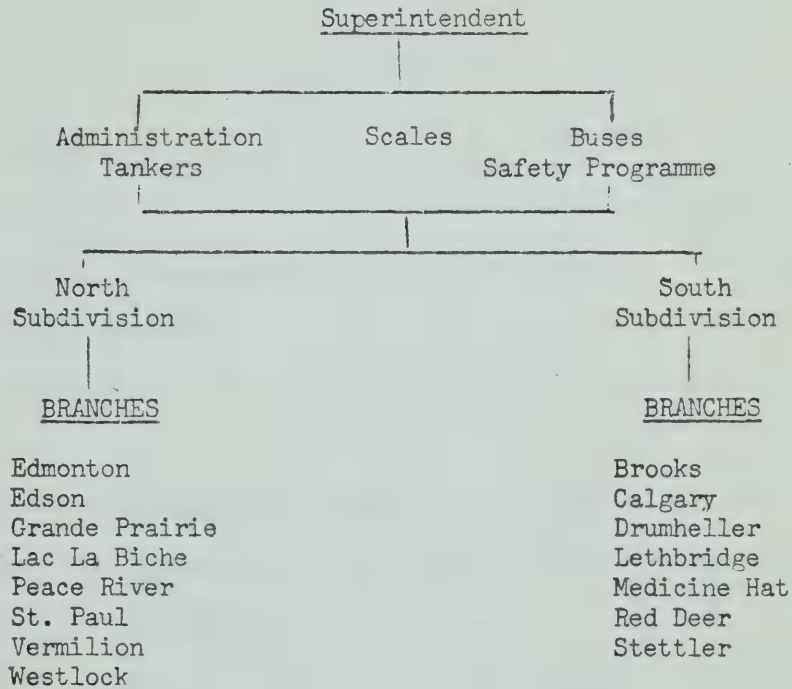 Superintendent
Administration Scales Buses
Tankers Safety Programme
North South
Subdivision Subdivision
BRANCHES BRANCHES
Edmonton Brooks
Edson Calgary
Grande Prairie Drumheller
Lac La Biche Lethbridge
Peace River Medicine Hat
St. Paul Red Deer
Vermilion Stettler
Westlock